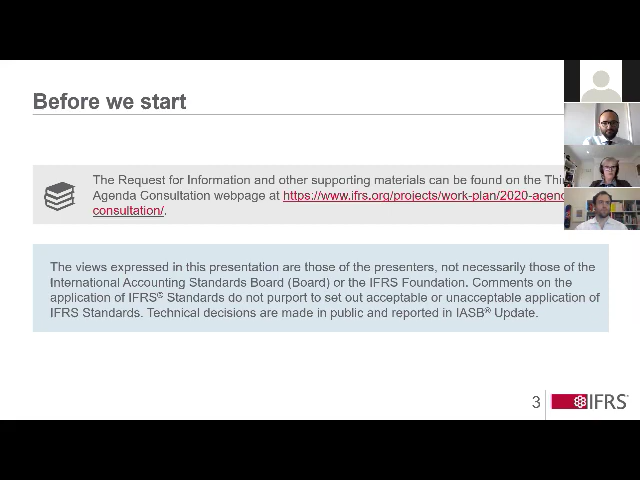 Before we start
The Request for Information and other supporting materials can be found on the
Agenda Consultation webpage at https://www.ifrs.org/projects/work-plan/2020-agen
consultation/.
The views expressed in this presentation are those of the presenters, not necessarily those of the
International Accounting Standards Board (Board) or the IFRS Foundation. Comments on the
application of IFRS® Standards do not purport to set out acceptable or unacceptable application of
IFRS Standards. Technical decisions are made in public and reported in IASB® Update.
3
IFRS